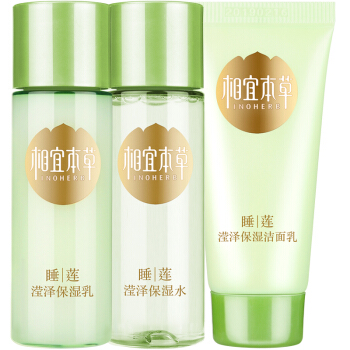 相宜本草
INOHERB
睡|莲
滢泽保湿乳
相宜本草
INOHERB
睡|莲
滢泽保湿水
相宜本草
INOHERB
睡|莲
滢泽保湿洁面乳